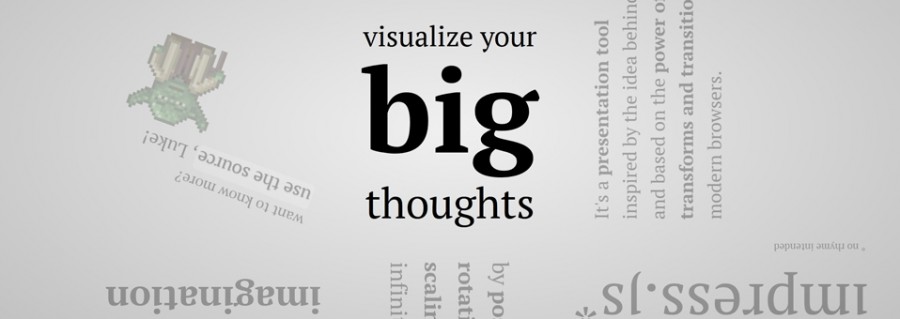 visualize your
big
thoughts
use the source, Luke!
want to know more?
It's a presentation tool
inspired by the idea behind
and based on the power of
transforms and transitio
modern browsers.
* no rhyme intended
impress.js*
imagination
by po
rotati
scalin
infini